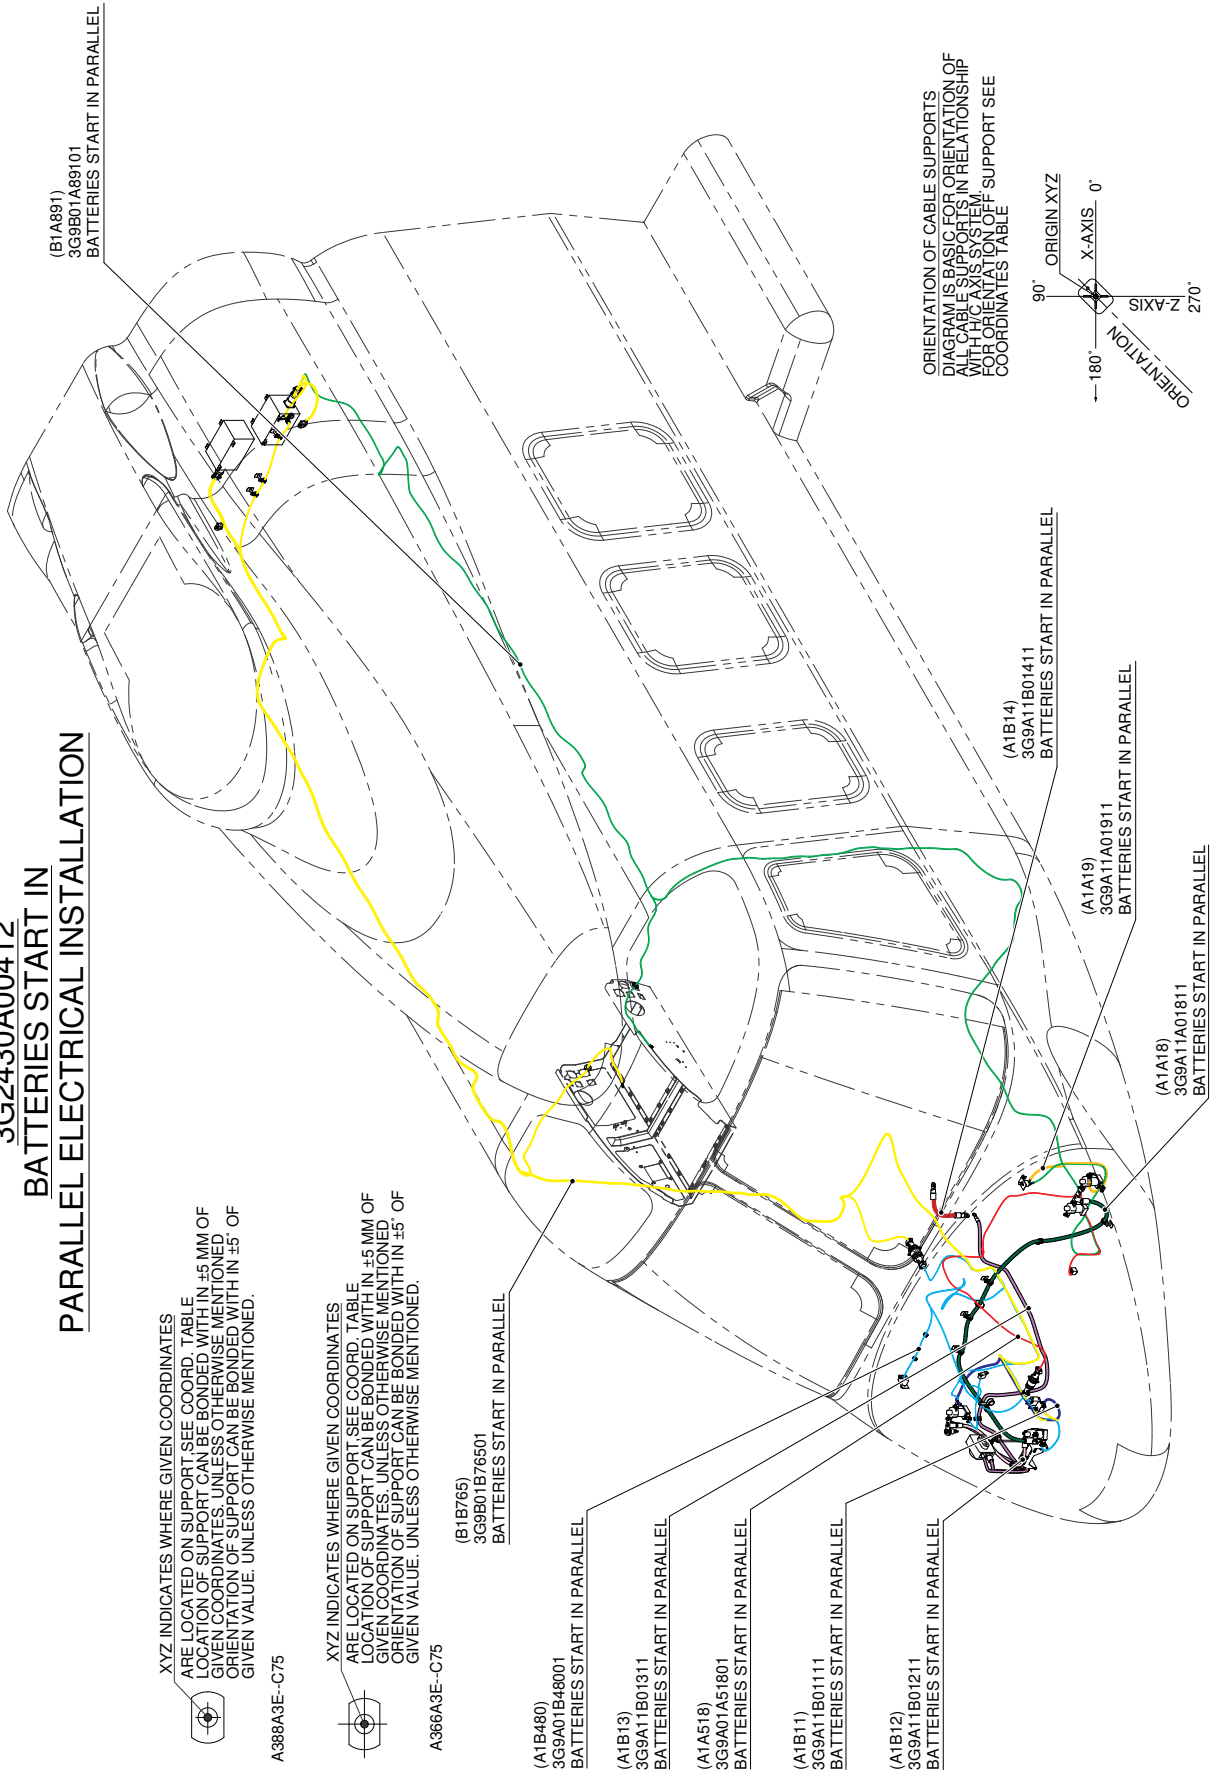 3G2430A00412
BATTERIES START IN
PARALLEL ELECTRICAL INSTALLATION
XYZ INDICATES WHERE GIVEN COORDINATES
ARE LOCATED ON SUPPORT,SEE COORD. TABLE
LOCATION OF SUPPORT CAN BE BONDED WITH IN ±5 MM OF
GIVEN COORDINATES. UNLESS OTHERWISE MENTIONED
ORIENTATION OF SUPPORT CAN BE BONDED WITH IN ±5° OF
GIVEN VALUE. UNLESS OTHERWISE MENTIONED.
A388A3E--C75
XYZ INDICATES WHERE GIVEN COORDINATES
ARE LOCATED ON SUPPORT,SEE COORD. TABLE
LOCATION OF SUPPORT CAN BE BONDED WITH IN ±5 MM OF
GIVEN COORDINATES. UNLESS OTHERWISE MENTIONED
ORIENTATION OF SUPPORT CAN BE BONDED WITH IN ±5° OF
GIVEN VALUE. UNLESS OTHERWISE MENTIONED.
A366A3E--C75
(B1A891)
3G9B01A89101
BATTERIES START IN PARALLEL
(B1B765)
3G9B01B76501
BATTERIES START IN PARALLEL
(A1B480)
3G9A01B48001
BATTERIES START IN PARALLEL
(A1B13)
3G9A11B01311
BATTERIES START IN PARALLEL
(A1A518)
3G9A01A51801
BATTERIES START IN PARALLEL
(A1B11)
3G9A11B01111
BATTERIES START IN PARALLEL
(A1B12)
3G9A11B01211
BATTERIES START IN PARALLEL
(A1B14)
3G9A11B01411
BATTERIES START IN PARALLEL
(A1A19)
3G9A11A01911
BATTERIES START IN PARALLEL
(A1A18)
3G9A11A01811
BATTERIES START IN PARALLEL
ORIENTATION OF CABLE SUPPORTS
DIAGRAM IS BASIC FOR ORIENTATION OF
ALL CABLE SUPPORTS IN RELATIONSHIP
WITH H/C AXIS SYSTEM.
FOR ORIENTATION OFF SUPPORT SEE
COORDINATES TABLE
90°
ORIGIN XYZ
180°
X-AXIS
0°
Z-AXIS
270°
ORIENTATION